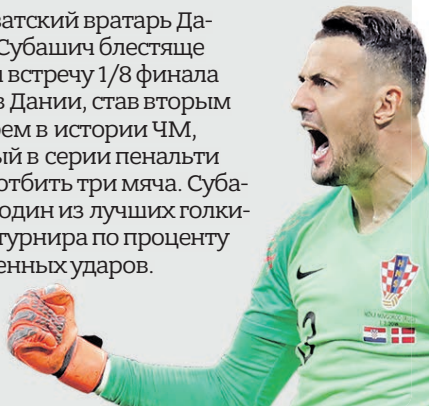 ватский вратарь Да-
Субашич блестяще
встречу 1/8 финала
в Дании, став вторым
ем в истории ЧМ,
ый в серии пенальти
отбить три мяча. Суба-
один из лучших голки-
турнира по проценту
енных ударов.